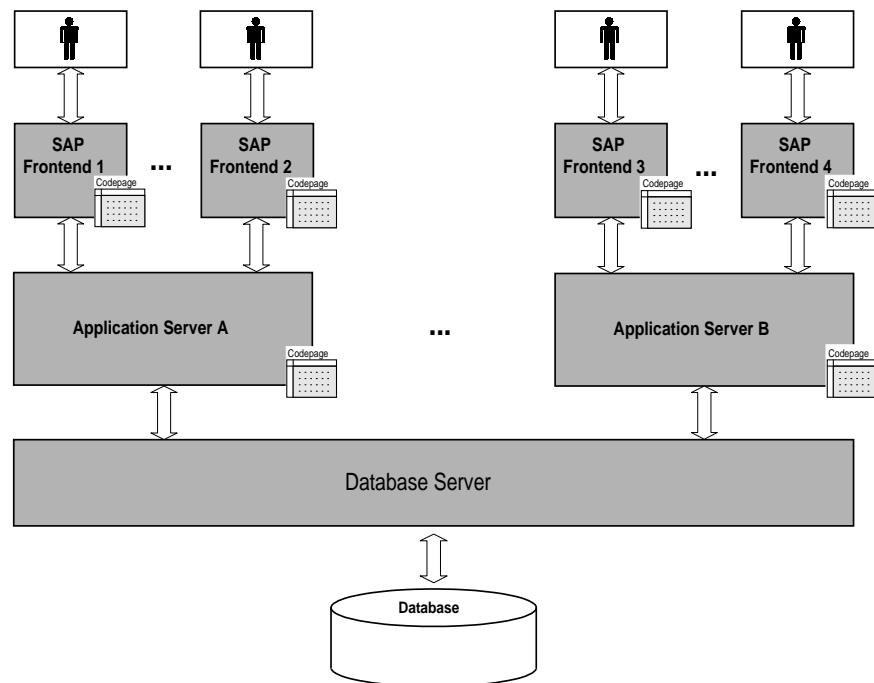 SAP
Frontend 1
Codepage
...
SAP
Frontend 2
Codepage
SAP
Frontend 3
Codepage
...
SAP
Frontend 4
Codepage
Application Server A
Codepage
...
Application Server B
Codepage
Database Server
Database